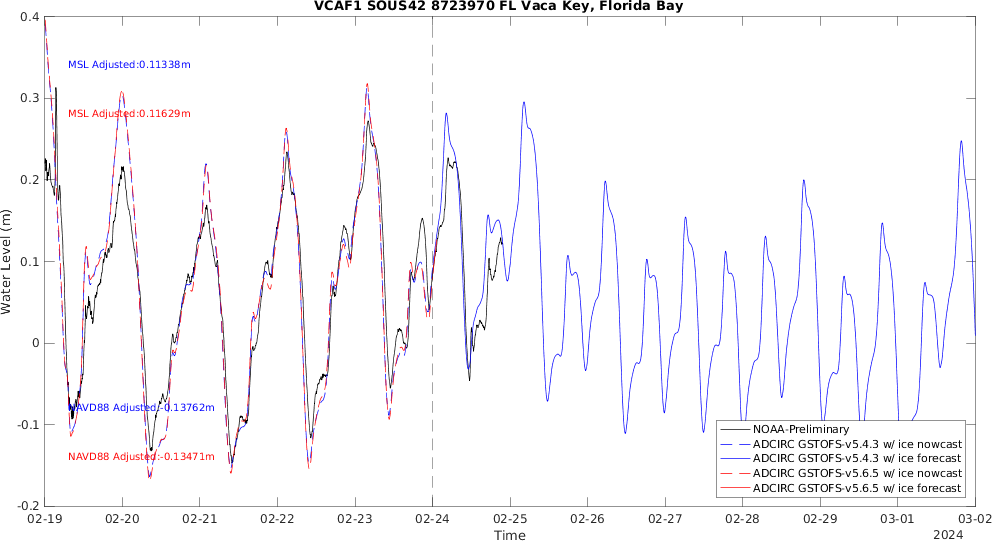 VCAF1 SOUS42 8723970 FL Vaca Key, Florida Bay
0.4
0.3
0.2
0.1
0
-0.1
-0.2
Water Level (m)
MSL Adjusted:0.11338m
MSL Adjusted:0.11629m
NAVD88 Adjusted:-0.13762m
NAVD88 Adjusted:-0.13471m
NOAA-Preliminary
ADCIRC GSTOFS-v5.4.3 w/ ice nowcast
ADCIRC GSTOFS-v5.4.3 w/ ice forecast
ADCIRC GSTOFS-v5.6.5 w/ ice nowcast
ADCIRC GSTOFS-v5.6.5 w/ ice forecast
02-19 02-20 02-21 02-22 02-23 02-24 02-25 02-26 02-27 02-28 02-29 03-01 03-02
Time
2024